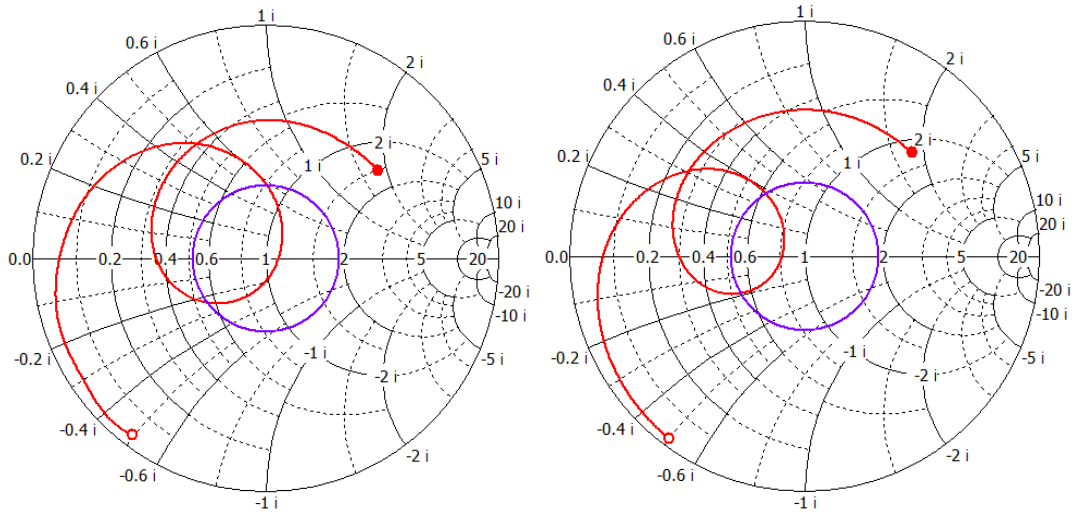 1 i
0.6 i
2 i
0.4 i
0.2 i
2 i
1 i
5 i
10 i
20 i
0.0
0.2
0.4
0.6
1
2
5
20
-20 i
-10 i
-0.2 i
-1 i
-2 i
-5 i
-0.4 i
-0.6 i
-2 i
-1 i
1 i
0.6 i
2 i
0.4 i
0.2 i
2 i
1 i
5 i
10 i
20 i
0.0
0.2
0.4
0.6
1
2
5
20
-20 i
-10 i
-0.2 i
-1 i
-2 i
-5 i
-0.4 i
-0.6 i
-2 i
-1 i